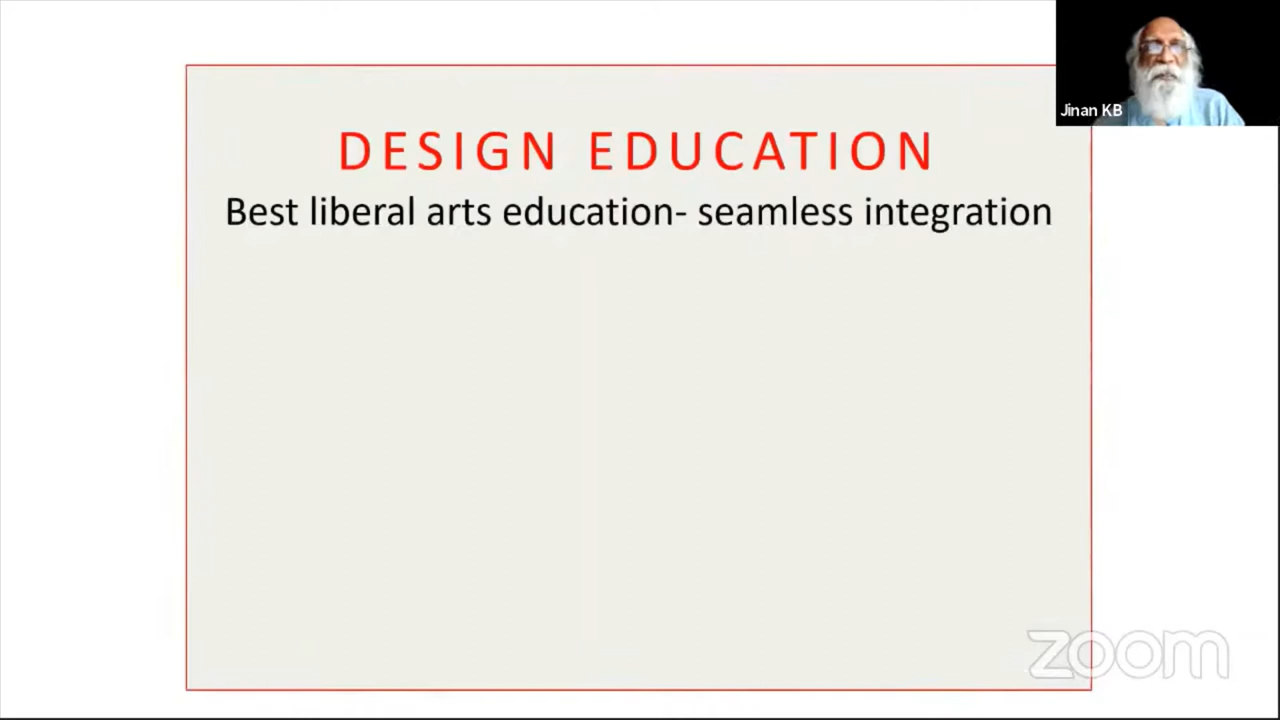 Jinan KB
DESIGN EDUCATION
Best liberal arts education- seamless integration
zoom